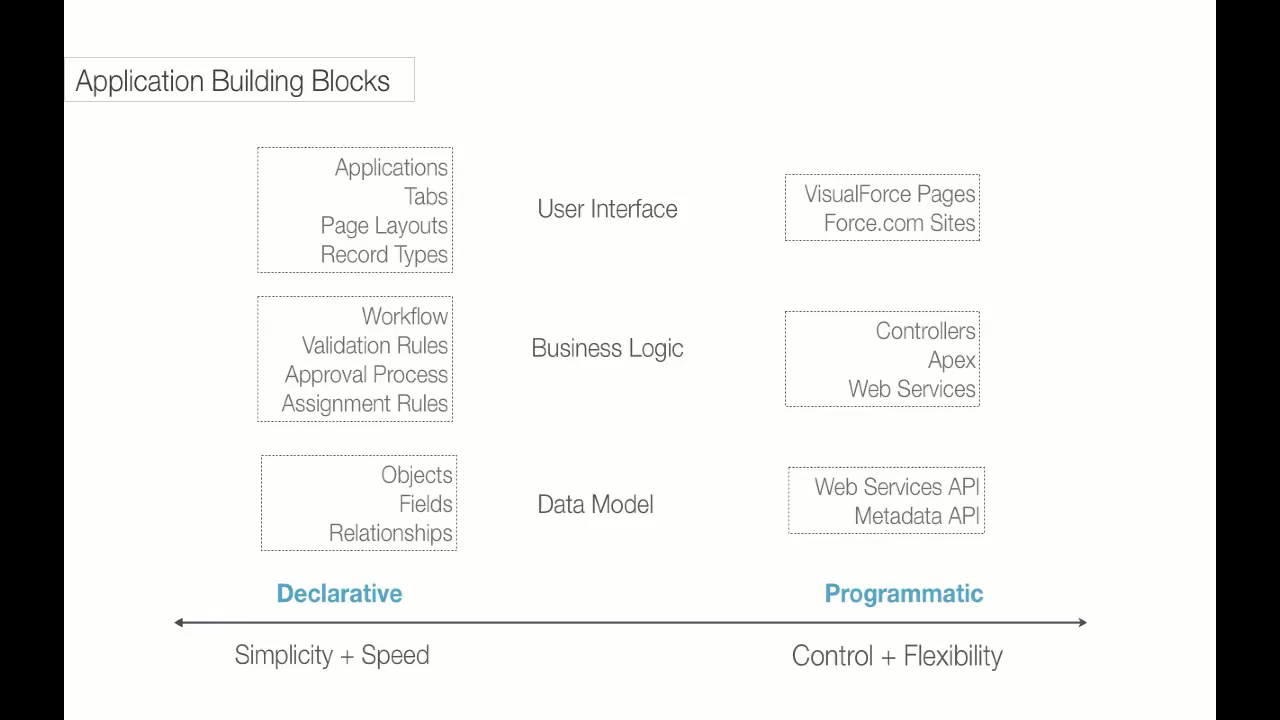 Application Building Blocks
Applications
Tabs
Page Layouts
Record Types
User Interface
VisualForce Pages
Force.com Sites
Workflow
Validation Rules
Approval Process
Assignment Rules
Business Logic
Controllers
Apex
Web Services
Objects
Fields
Relationships
Data Model
Web Services API
Metadata API
Declarative
Programmatic
Simplicity + Speed
Control + Flexibility